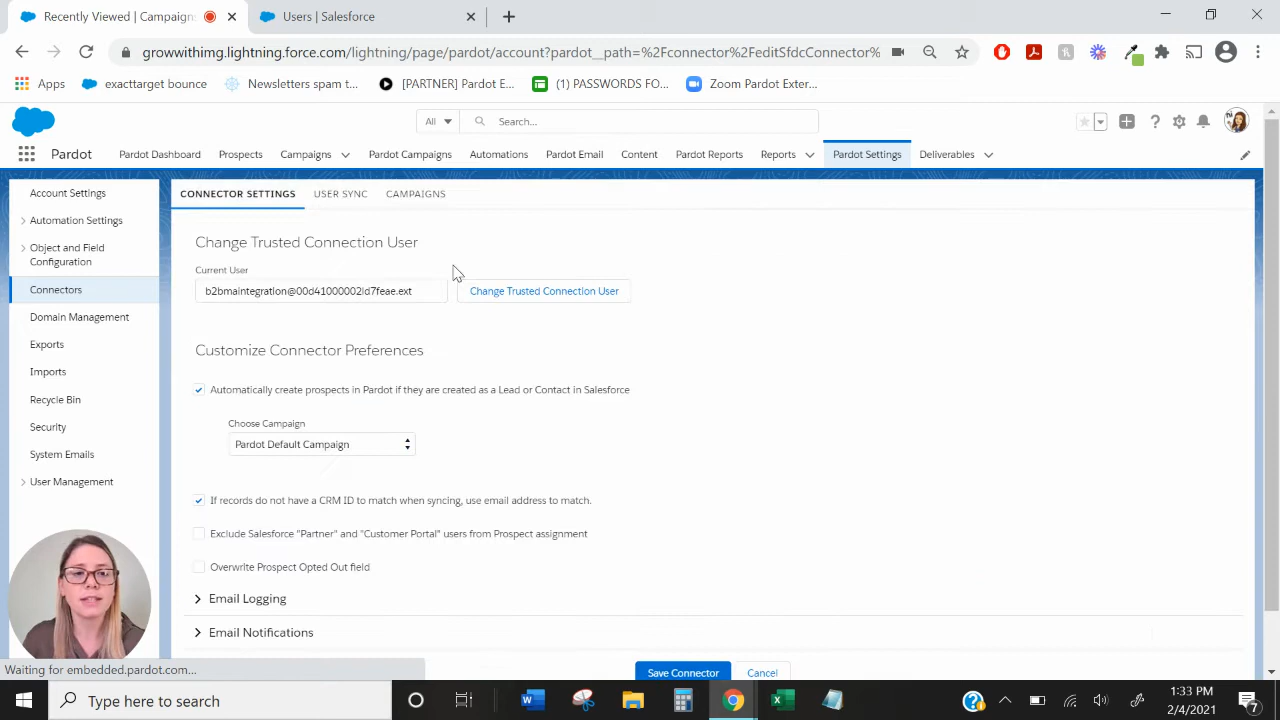 Recently Viewed | Campaign
Users | Salesforce
growwithimg.lightning.force.com/lightning/page/pardot/account?pardot__path=%2Fconnector%2FeditSfdcConnector%
Apps
exacttarget bounce
Newsletters spam t...
[PARTNER] Pardot E...
(1) PASSWORDS FO...
Zoom Pardot Exter...
All
Search...
Pardot
Pardot Dashboard
Prospects
Campaigns
Pardot Campaigns
Automations
Pardot Email
Content
Pardot Reports
Reports
Pardot Settings
Deliverables
Account Settings
Automation Settings
Object and Field
Configuration
Connectors
Domain Management
Exports
Imports
Recycle Bin
Security
System Emails
User Management
CONNECTOR SETTINGS
USER SYNC
CAMPAIGNS
Change Trusted Connection User
Current User
b2bmaintegration@00d41000002ld7feae.ext
Change Trusted Connection User
Customize Connector Preferences
Automatically create prospects in Pardot if they are created as a Lead or Contact in Salesforce
Choose Campaign
Pardot Default Campaign
If records do not have a CRM ID to match when syncing, use email address to match.
Exclude Salesforce "Partner" and "Customer Portal" users from Prospect assignment
Overwrite Prospect Opted Out field
Email Logging
Email Notifications
Save Connector
Cancel
Waiting for embedded.pardot.com...
Type here to search
1:33 PM
2/4/2021
7